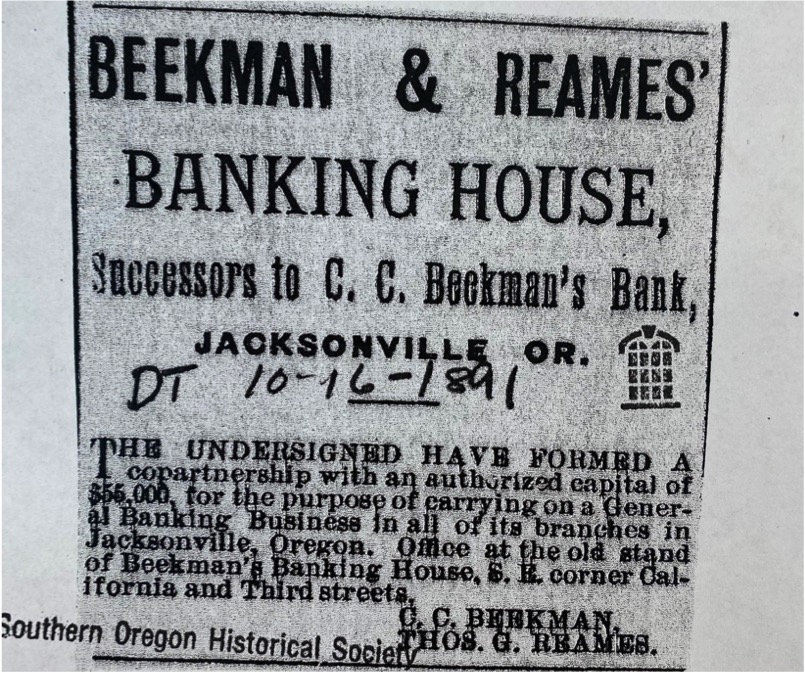 BEEKMAN & REAMES'
BANKING HOUSE,
Successors to C. C. Beekman's Bank,
JACKSONVILLE OR.
DT 10-16-1891
THE UNDERSIGNED HAVE FORMED A
copartnership with an authorized capital of
$55,000, for the purpose of carrying on a Gener-
al Banking Business in all of its branches in
Jacksonville, Oregon. Office at the old stand
of Beekman's Banking House, S. E. corner Cal-
ifornia and Third streets.
C. C. BEEKMAN,
THOS. G. REAMES.
Southern Oregon Historical Society